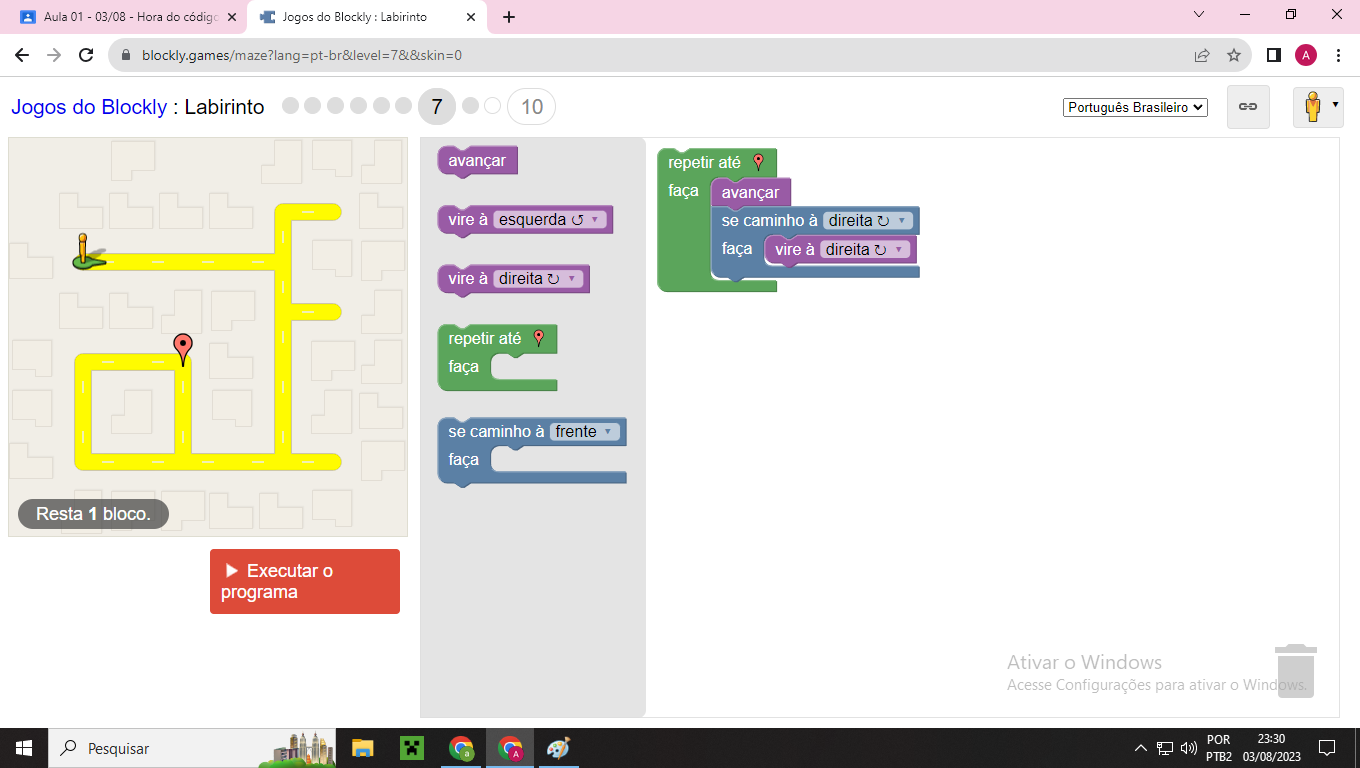 Aula 01 - 03/08 - Hora do código
Jogos do Blockly : Labirinto
blockly.games/maze?lang=pt-br&level=7&&skin=0
A
Jogos do Blockly : Labirinto
7
10
Português Brasileiro
avançar
vire à esquerda ↺
vire à direita ↻
repetir até
faça
se caminho à frente
faça
repetir até
faça
avançar
se caminho à direita ↻
faça
vire à direita ↻
Resta 1 bloco.
Executar o
programa
Ativar o Windows
Acesse Configurações para ativar o Windows.
Pesquisar
a
A
POR
PTB2
23:30
03/08/2023